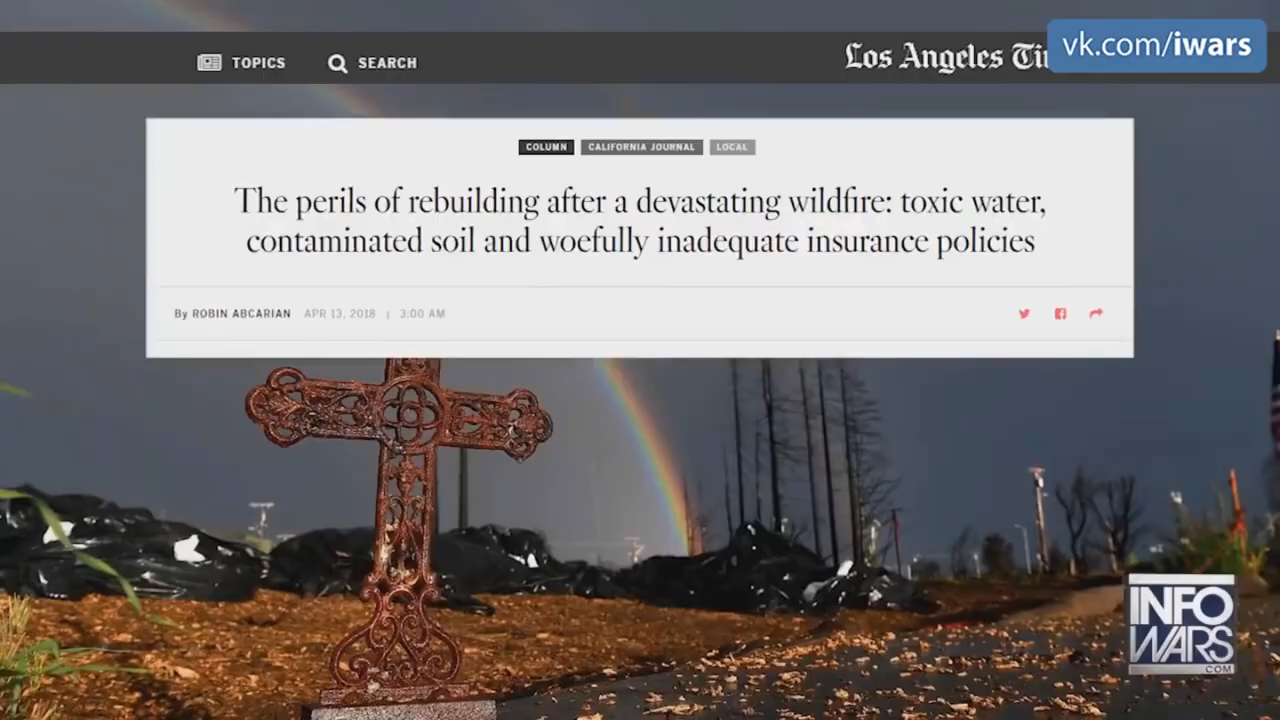 TOPICS
SEARCH
Los Angeles Ti
vk.com/iwars
COLUMN
CALIFORNIA JOURNAL
LOCAL
The perils of rebuilding after a devastating wildfire: toxic water,
contaminated soil and woefully inadequate insurance policies
By ROBIN ABCARIAN APR 13, 2018 | 3:00 AM
INFO
WARS
.COM